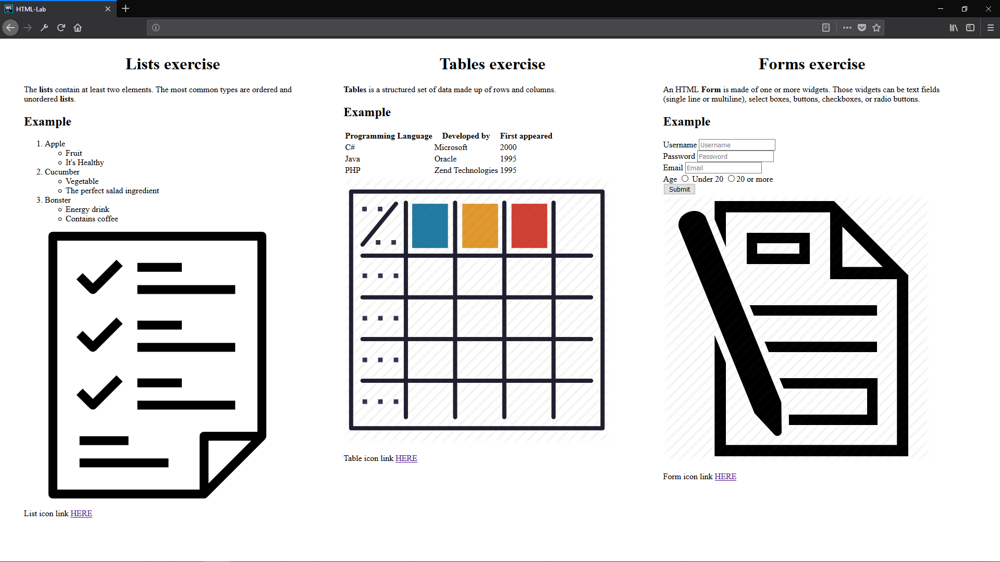 WS HTML-Lab
Lists exercise
The lists contain at least two elements. The most common types are ordered and
unordered lists.
Example
1. Apple
Fruit
It's Healthy
2. Cucumber
Vegetable
The perfect salad ingredient
3. Bonster
Energy drink
Contains coffee
List icon link HERE
Tables exercise
Tables is a structured set of data made up of rows and columns.
Example
Programming Language Developed by First appeared
C# Microsoft 2000
Java Oracle 1995
PHP Zend Technologies 1995
Table icon link HERE
Forms exercise
An HTML Form is made of one or more widgets. Those widgets can be text fields
(single line or multiline), select boxes, buttons, checkboxes, or radio buttons.
Example
Username Username
Password Password
Email Email
Age Under 20 20 or more
Submit
Form icon link HERE